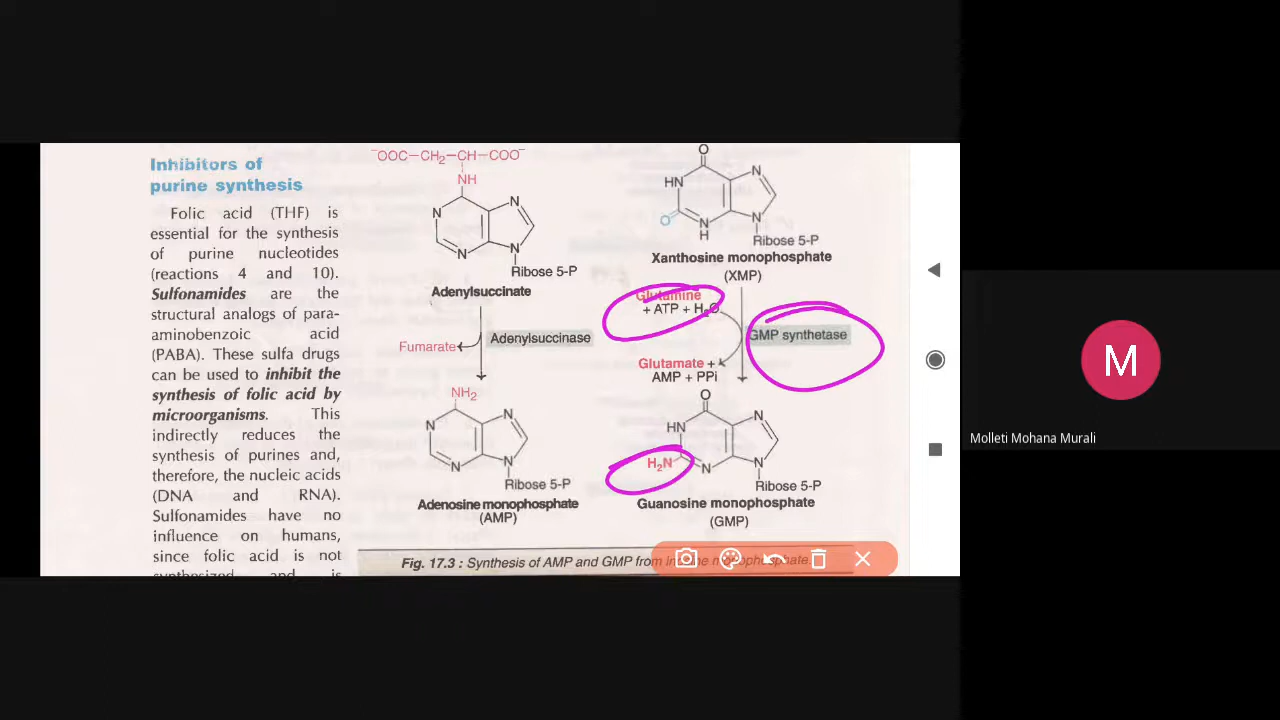 Inhibitors of
purine synthesis
Folic acid (THF) is
essential for the synthesis
of purine nucleotides
(reactions 4 and 10).
Sulfonamides are the
structural analogs of para-
aminobenzoic acid
(PABA). These sulfa drugs
can be used to inhibit the
synthesis of folic acid by
microorganisms. This
indirectly reduces the
synthesis of purines and,
therefore, the nucleic acids
(DNA and RNA).
Sulfonamides have no
influence on humans,
since folic acid is not
synthesized and is
⁻OOC—CH₂—CH—COO⁻
NH
N
N
N
N
Ribose 5-P
Adenylsuccinate
Adenylsuccinase
Fumarate
NH₂
N
N
N
N
Ribose 5-P
Adenosine monophosphate
(AMP)
O
HN
N
O
N
H
N
Ribose 5-P
Xanthosine monophosphate
(XMP)
Glutamine
+ ATP + H₂O
GMP synthetase
Glutamate +
AMP + PPi
O
HN
N
H₂N
N
N
Ribose 5-P
Guanosine monophosphate
(GMP)
Fig. 17.3 : Synthesis of AMP and GMP from inosine monophosphate.
M
Molleti Mohana Murali